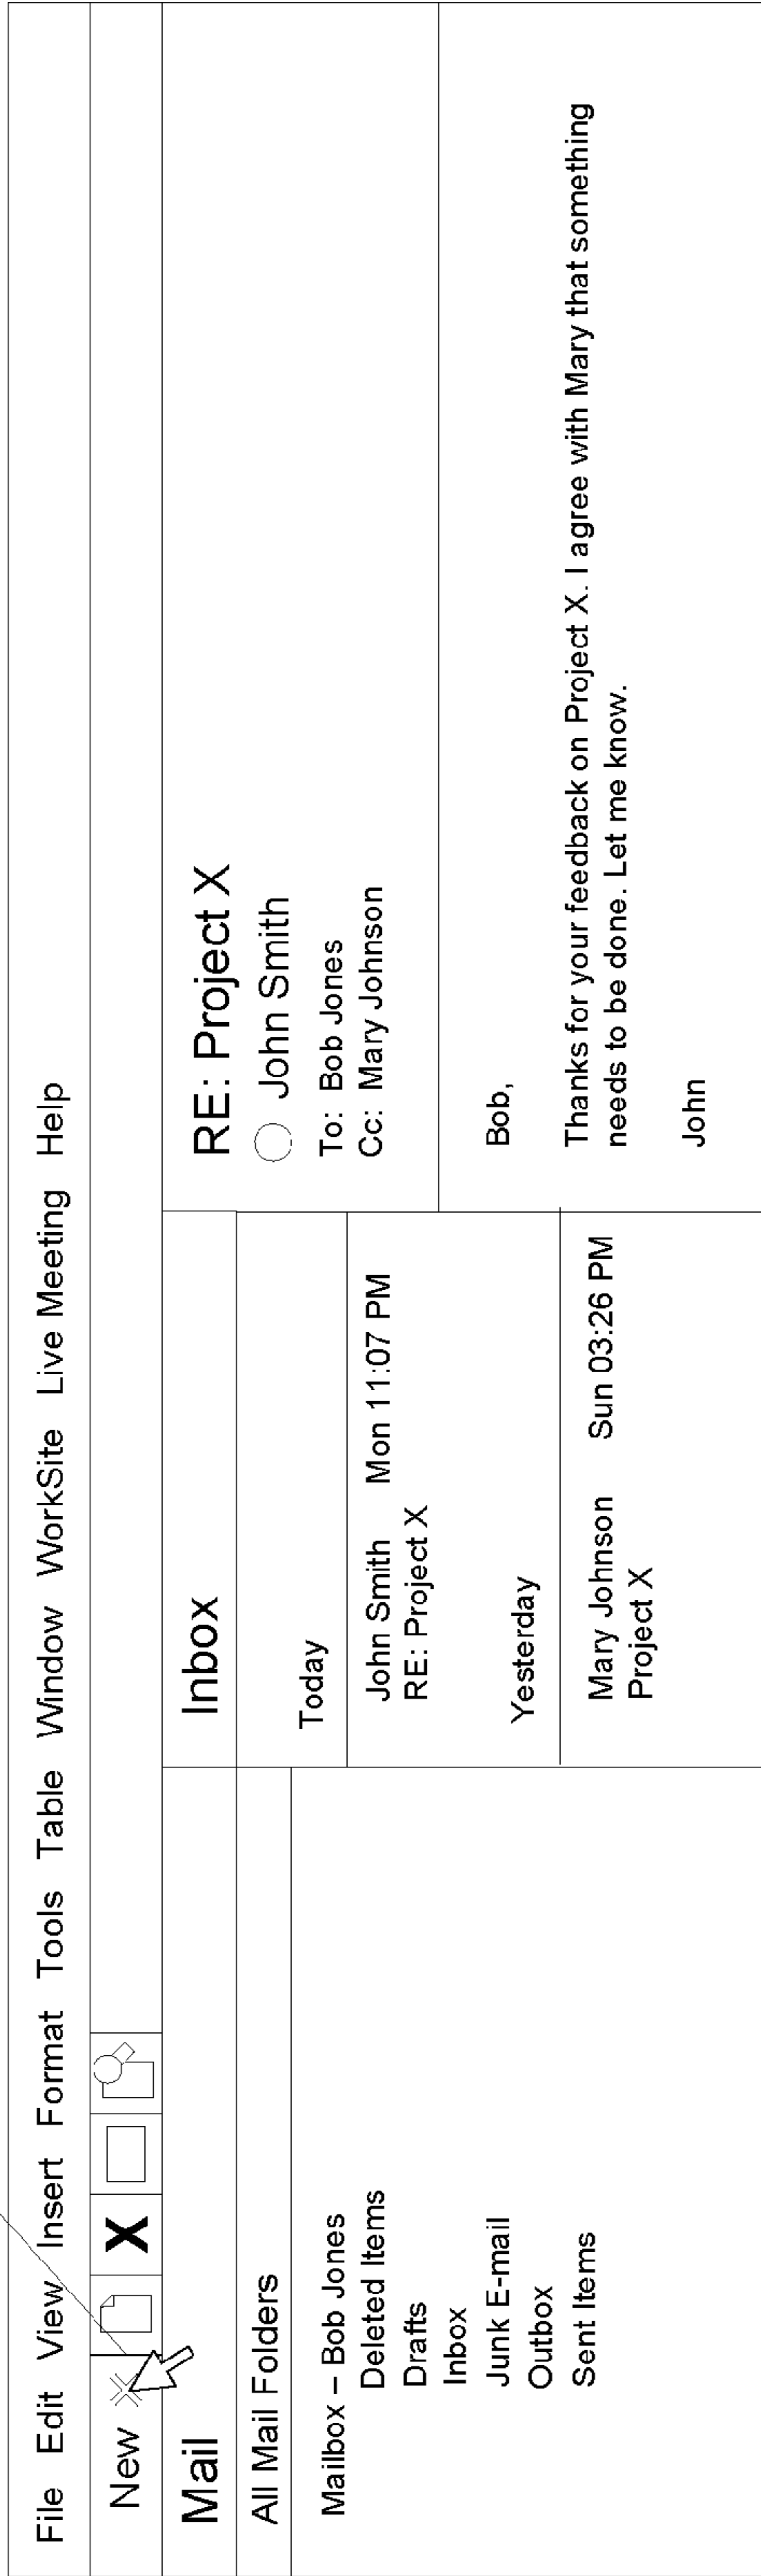 File Edit View Insert Format Tools Table Window WorkSite Live Meeting Help
New X
Mail
All Mail Folders
Mailbox – Bob Jones
Deleted Items
Drafts
Inbox
Junk E-mail
Outbox
Sent Items
Inbox
Today
John Smith Mon 11:07 PM
RE: Project X
Yesterday
Mary Johnson Sun 03:26 PM
Project X
RE: Project X
John Smith
To: Bob Jones
Cc: Mary Johnson
Bob,
Thanks for your feedback on Project X. I agree with Mary that something
needs to be done. Let me know.
John